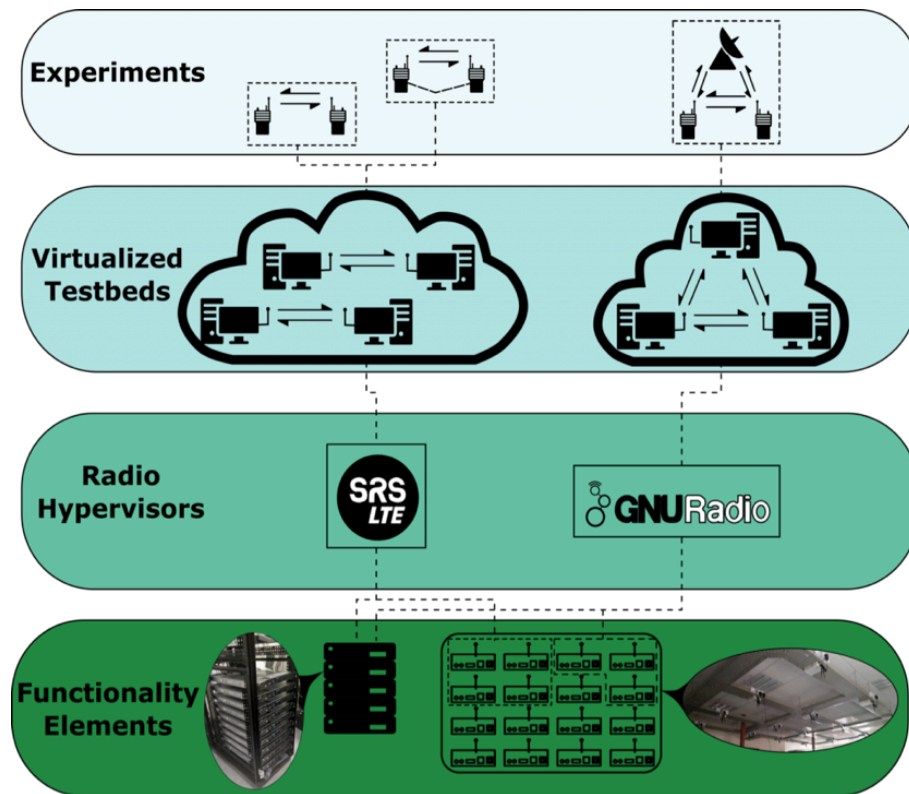 Experiments
Virtualized
Testbeds
Radio
Hypervisors
SRS
LTE
GNURadio
Functionality
Elements